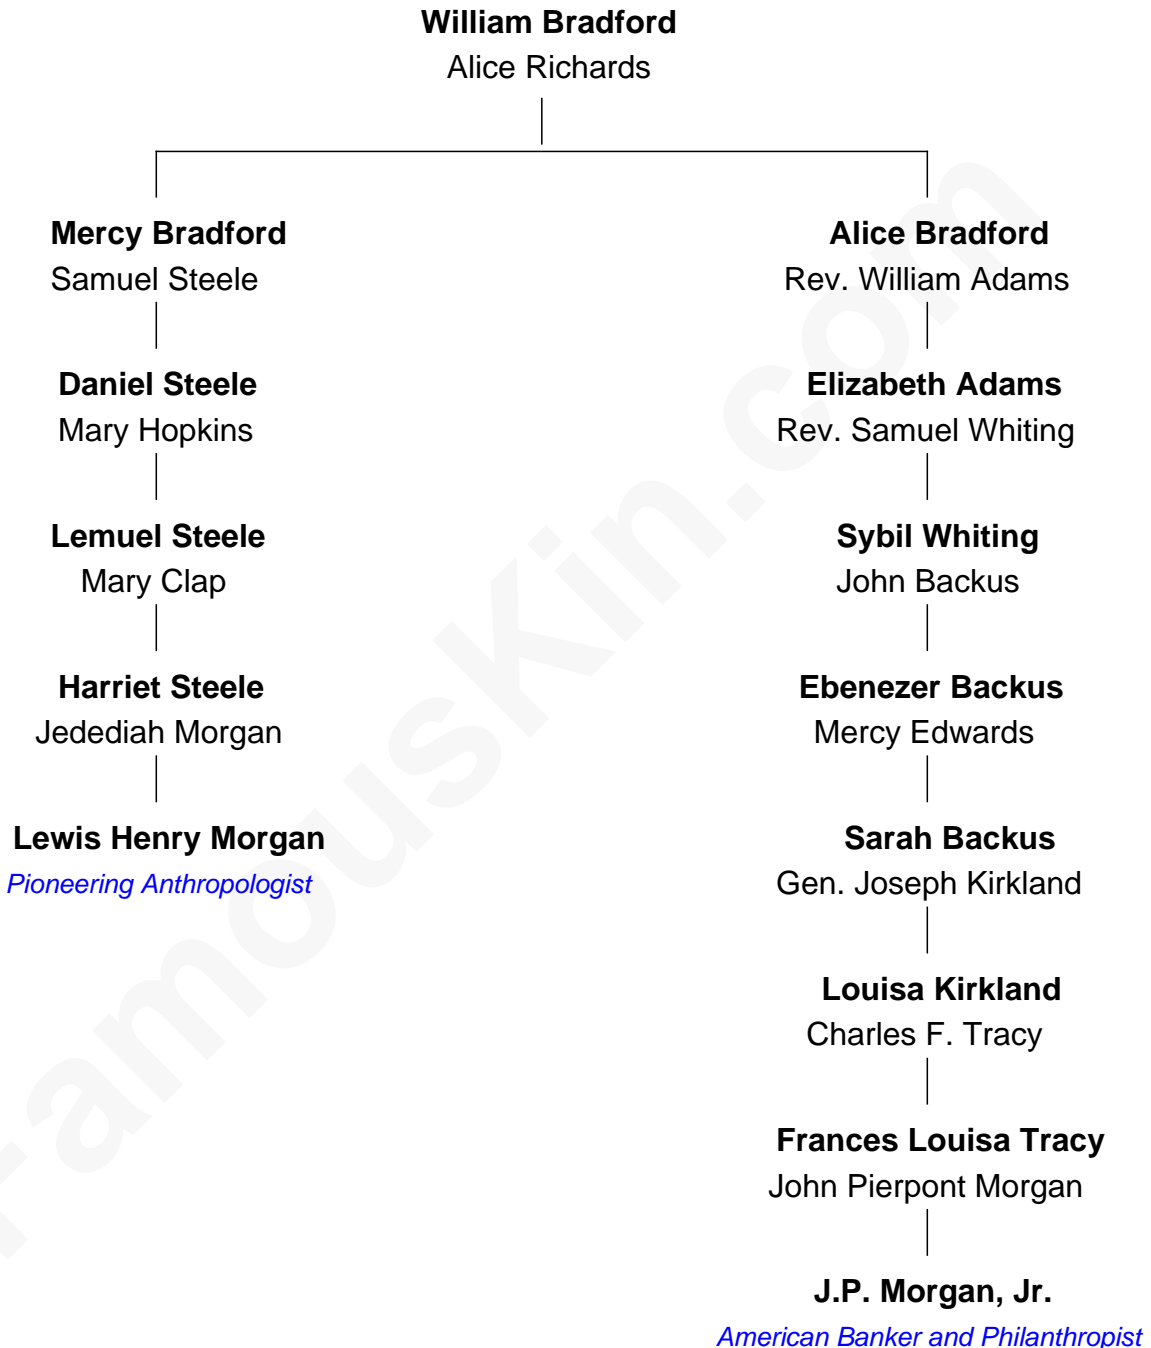 William Bradford
Alice Richards
Mercy Bradford
Samuel Steele
Alice Bradford
Rev. William Adams
Daniel Steele
Mary Hopkins
Elizabeth Adams
Rev. Samuel Whiting
Lemuel Steele
Mary Clap
Sybil Whiting
John Backus
Harriet Steele
Jedediah Morgan
Ebenezer Backus
Mercy Edwards
Lewis Henry Morgan
Pioneering Anthropologist
Sarah Backus
Gen. Joseph Kirkland
Louisa Kirkland
Charles F. Tracy
Frances Louisa Tracy
John Pierpont Morgan
J.P. Morgan, Jr.
American Banker and Philanthropist
FamousKin.com